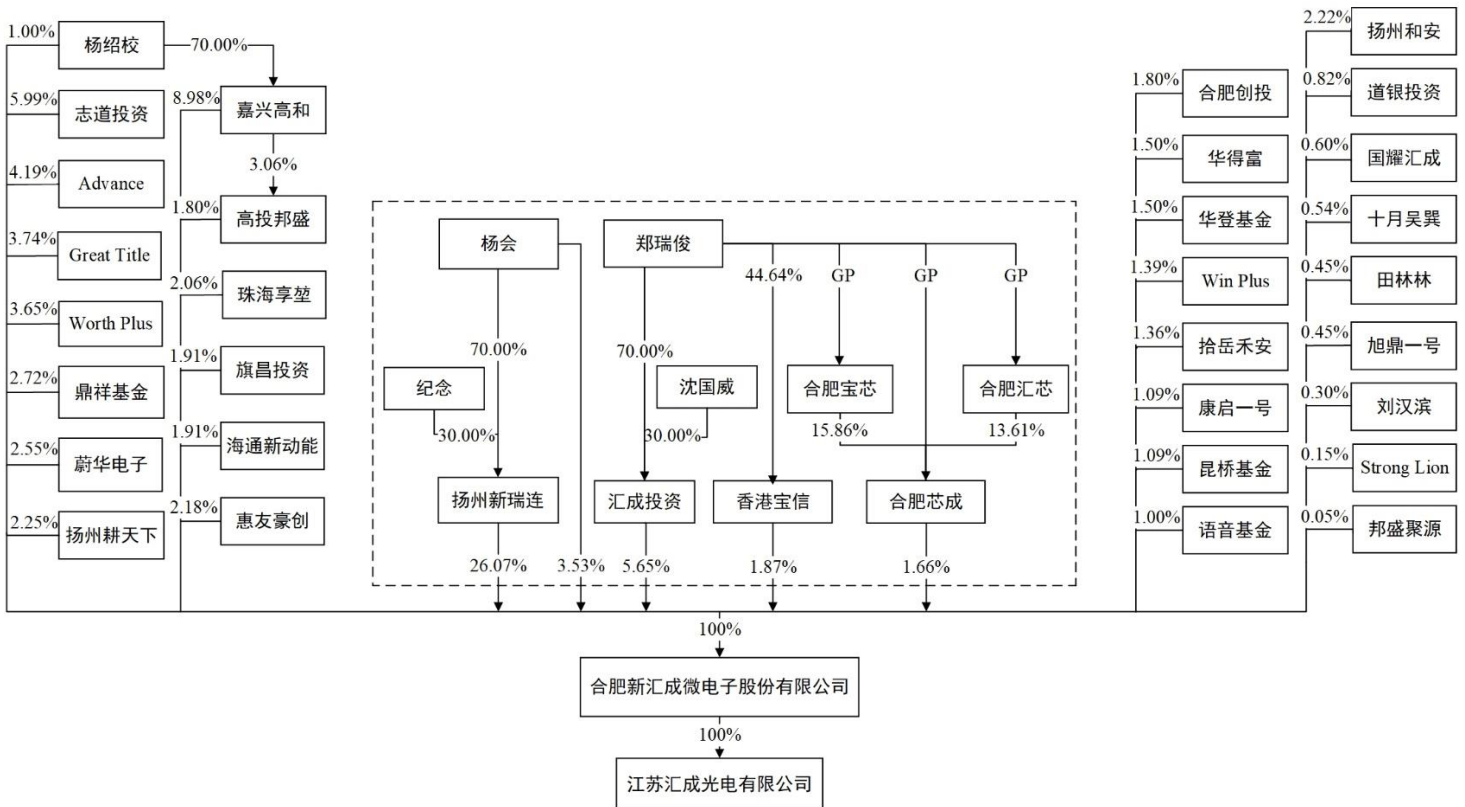 1.00%
杨绍校
70.00%
5.99%
志道投资
8.98%
嘉兴高和
4.19%
Advance
3.06%
1.80%
高投邦盛
3.74%
Great Title
2.06%
珠海享堃
3.65%
Worth Plus
1.91%
旗昌投资
2.72%
鼎祥基金
1.91%
海通新动能
2.55%
蔚华电子
2.18%
惠友豪创
2.25%
扬州耕天下
杨会
郑瑞俊
44.64%
GP
GP
GP
70.00%
70.00%
纪念
沈国威
合肥宝芯
合肥汇芯
30.00%
30.00%
15.86%
13.61%
扬州新瑞连
汇成投资
香港宝信
合肥芯成
26.07%
3.53%
5.65%
1.87%
1.66%
1.80%
合肥创投
1.50%
华得富
1.50%
华登基金
1.39%
Win Plus
1.36%
拾岳禾安
1.09%
康启一号
1.09%
昆桥基金
1.00%
语音基金
2.22%
扬州和安
0.82%
道银投资
0.60%
国耀汇成
0.54%
十月吴巽
0.45%
田林林
0.45%
旭鼎一号
0.30%
刘汉滨
0.15%
Strong Lion
0.05%
邦盛聚源
100%
合肥新汇成微电子股份有限公司
100%
江苏汇成光电有限公司